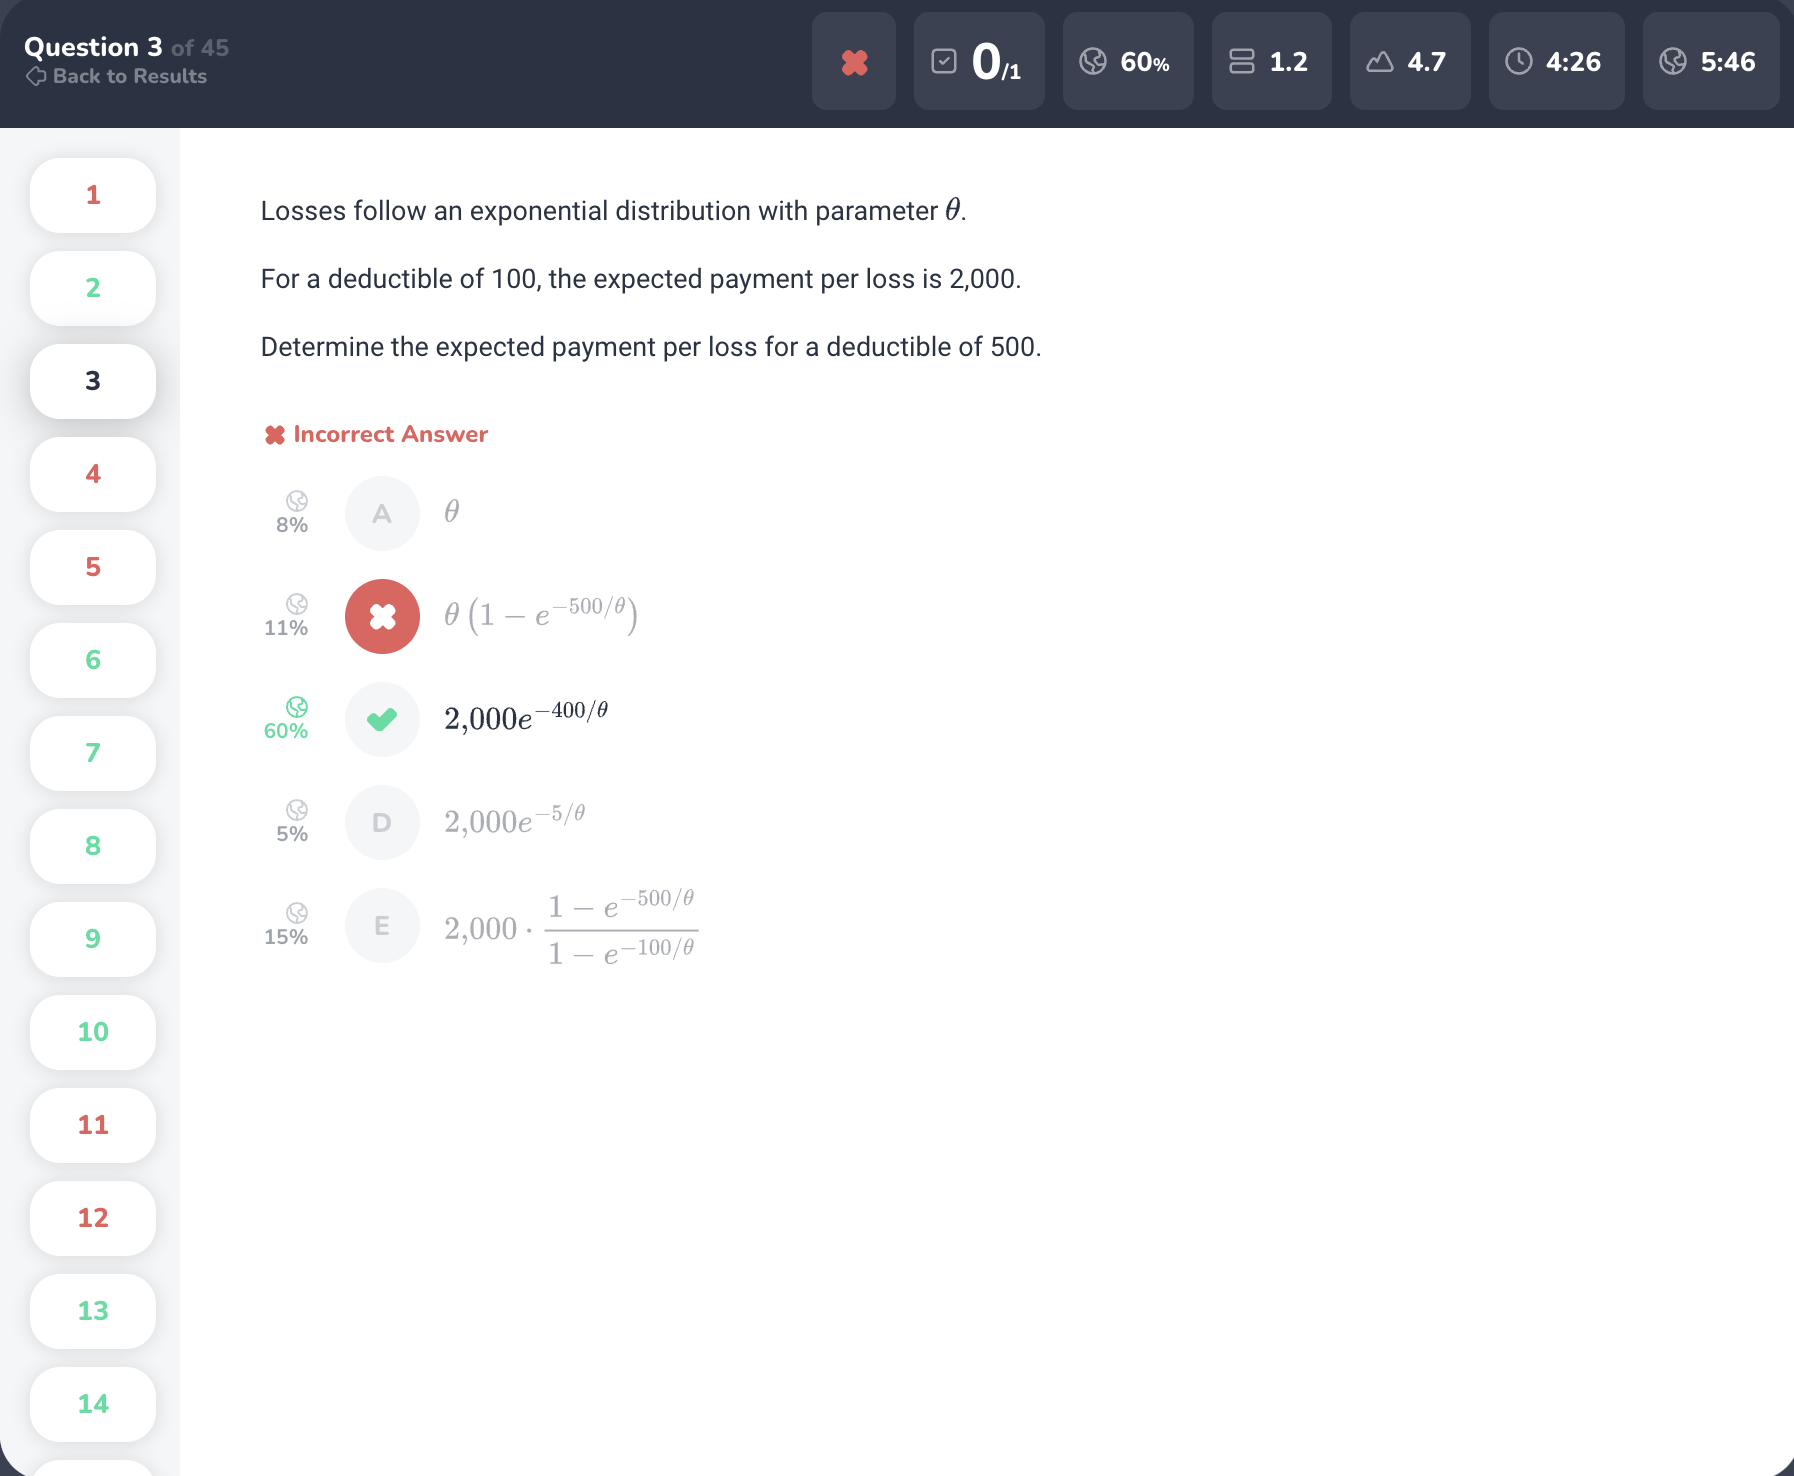 Question 3 of 45
Back to Results
0/1
60%
1.2
4.7
4:26
5:46
1
2
3
4
5
6
7
8
9
10
11
12
13
14
Losses follow an exponential distribution with parameter θ.
For a deductible of 100, the expected payment per loss is 2,000.
Determine the expected payment per loss for a deductible of 500.
Incorrect Answer
8% A θ
11% θ (1 − e^{−500/θ})
60% 2,000e^{−400/θ}
5% D 2,000e^{−5/θ}
15% E 2,000 · \frac{1 − e^{−500/θ}}{1 − e^{−100/θ}}